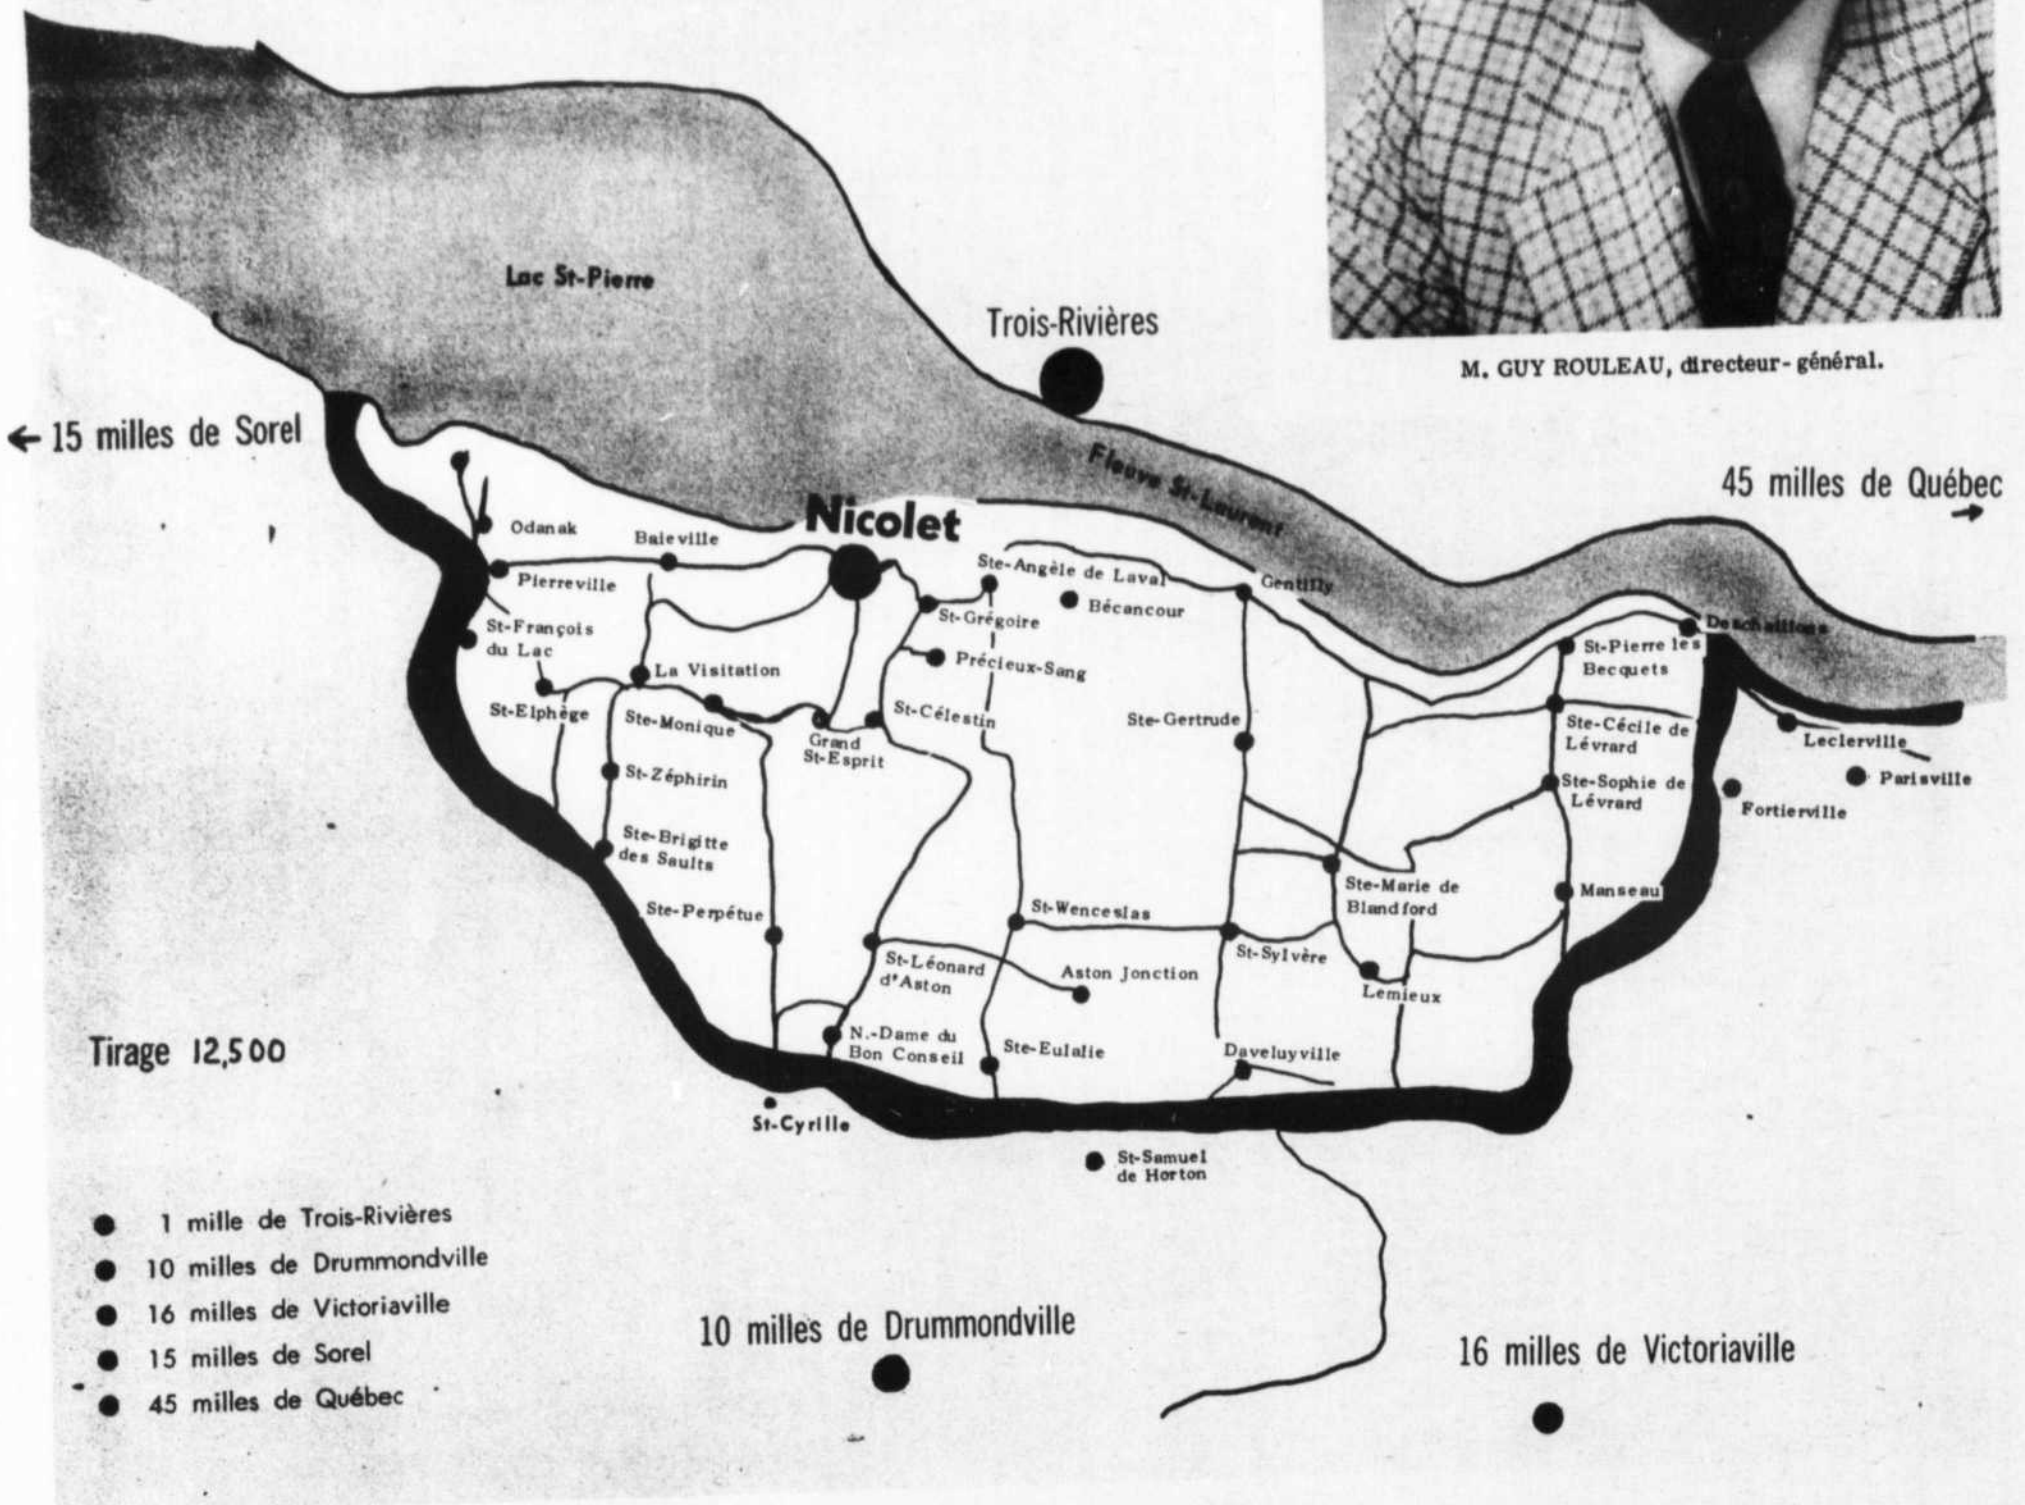 Lac St-Pierre
Trois-Rivières
M. GUY ROULEAU, directeur-général.
← 15 milles de Sorel
Fleuve St-Laurent
45 milles de Québec
→
Nicolet
Odanak
Baieville
Pierreville
Ste-Angèle de Laval
Bécancour
Gentilly
St-Grégoire
Deschaillons
St-François
du Lac
Précieux-Sang
St-Pierre les
Becquets
La Visitation
St-Elphège
Ste-Monique
Grand
St-Esprit
St-Célestin
Ste-Gertrude
Ste-Cécile de
Lévrard
Leclerville
Parisville
St-Zéphirin
Ste-Sophie de
Lévrard
Fortierville
Ste-Brigitte
des Saults
Ste-Perpétue
St-Wenceslas
Ste-Marie de
Blandford
Manseau
St-Léonard
d'Aston
Aston Jonction
St-Sylvère
Lemieux
N.-Dame du
Bon Conseil
Ste-Eulalie
Daveluyville
Tirage 12,500
St-Cyrille
St-Samuel
de Horton
● 1 mille de Trois-Rivières
● 10 milles de Drummondville
● 16 milles de Victoriaville
● 15 milles de Sorel
● 45 milles de Québec
10 milles de Drummondville
16 milles de Victoriaville